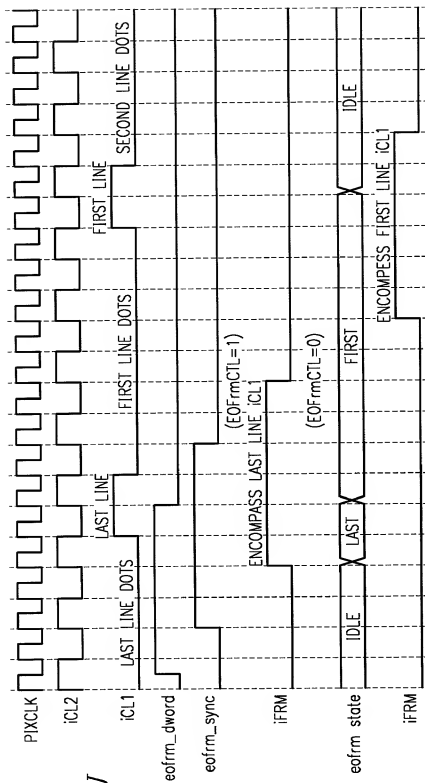 PIXCLK
iCL2
iCL1
LAST LINE DOTS
LAST LINE
FIRST LINE DOTS
FIRST LINE
SECOND LINE DOTS
J
eofrm_dword
eofrm_sync
(EOFrmCTL=1)
iFRM
ENCOMPASS LAST LINE iCL1
(EOFrmCTL=0)
eofrm state
IDLE
LAST
FIRST
IDLE
iFRM
ENCOMPESS FIRST LINE iCL1